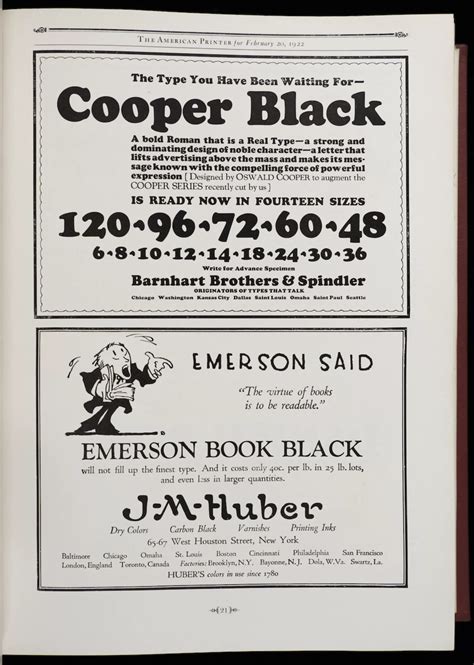 THE AMERICAN PRINTER for February 20, 1922
The Type You Have Been Waiting For—
Cooper Black
A bold Roman that is a Real Type—a strong and
dominating design of noble character—a letter that
lifts advertising above the mass and makes its mes-
sage known with the compelling force of powerful
expression [Designed by OSWALD COOPER to augment the
COOPER SERIES recently cut by us]
IS READY NOW IN FOURTEEN SIZES
120-96-72-60-48
6-8-10-12-14-18-24-30-36
Write for Advance Specimen
Barnhart Brothers & Spindler
ORIGINATORS OF TYPES THAT TALK
Chicago Washington Kansas City Dallas Saint Louis Omaha Saint Paul Seattle
EMERSON SAID
"The virtue of books
is to be readable."
EMERSON BOOK BLACK
will not fill up the finest type. And it costs only 40c. per lb. in 25 lb. lots,
and even less in larger quantities.
J-M-Huber
Dry Colors Carbon Black Varnishes Printing Inks
65-67 West Houston Street, New York
Baltimore Chicago Omaha St. Louis Boston Cincinnati Philadelphia San Francisco
London, England Toronto, Canada Factories: Brooklyn, N.Y. Bayonne, N.J. Dola, W.Va. Swartz, La.
HUBER'S colors in use since 1780
21